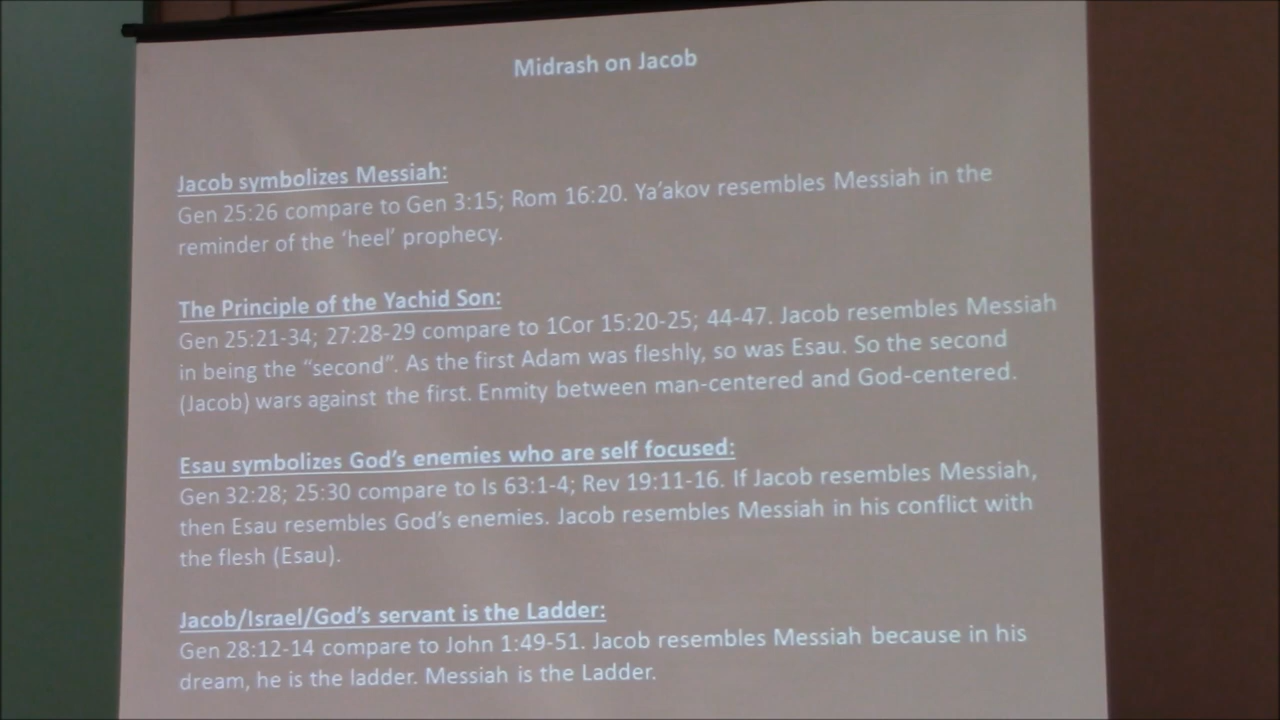 Midrash on Jacob
Jacob symbolizes Messiah:
Gen 25:26 compare to Gen 3:15; Rom 16:20. Ya’akov resembles Messiah in the
reminder of the ‘heel’ prophecy.
The Principle of the Yachid Son:
Gen 25:21-34; 27:28-29 compare to 1Cor 15:20-25; 44-47. Jacob resembles Messiah
in being the “second”. As the first Adam was fleshly, so was Esau. So the second
(Jacob) wars against the first. Enmity between man-centered and God-centered.
Esau symbolizes God’s enemies who are self focused:
Gen 32:28; 25:30 compare to Is 63:1-4; Rev 19:11-16. If Jacob resembles Messiah,
then Esau resembles God’s enemies. Jacob resembles Messiah in his conflict with
the flesh (Esau).
Jacob/Israel/God’s servant is the Ladder:
Gen 28:12-14 compare to John 1:49-51. Jacob resembles Messiah because in his
dream, he is the ladder. Messiah is the Ladder.